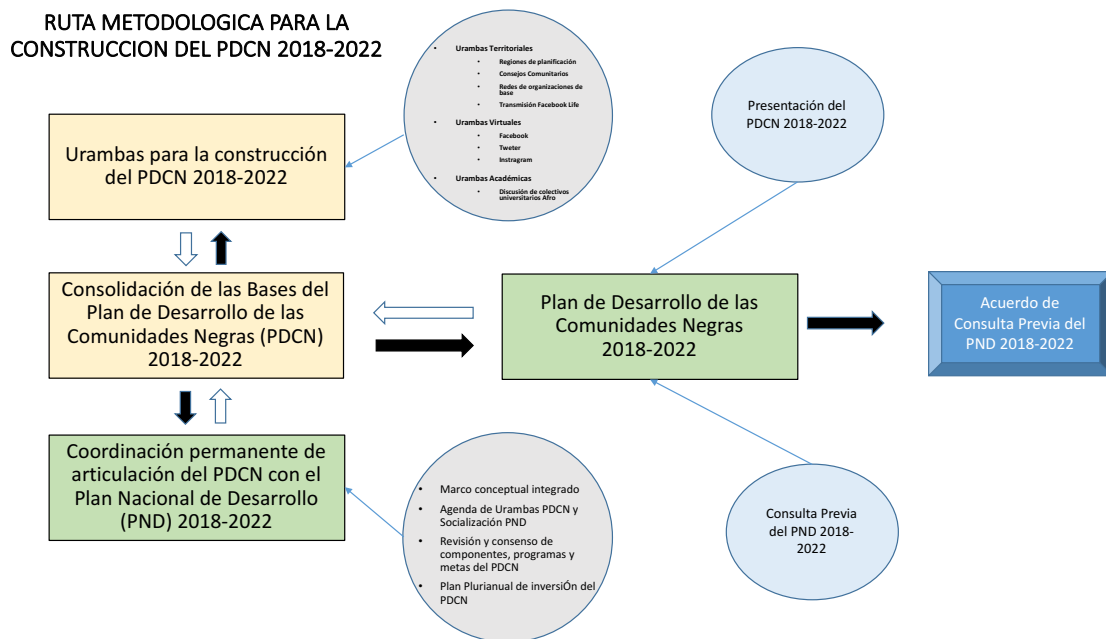 RUTA METODOLOGICA PARA LA
CONSTRUCCION DEL PDCN 2018-2022
• Urambas Territoriales
• Regiones de planificación
• Consejos Comunitarios
• Redes de organizaciones de
base
• Transmisión Facebook Life
• Urambas Virtuales
• Facebook
• Tweter
• Instragram
• Urambas Académicas
• Discusión de colectivos
universitarios Afro
Presentación del
PDCN 2018-2022
Urambas para la construcción
del PDCN 2018-2022
Consolidación de las Bases del
Plan de Desarrollo de las
Comunidades Negras (PDCN)
2018-2022
Plan de Desarrollo de las
Comunidades Negras
2018-2022
Acuerdo de
Consulta Previa del
PND 2018-2022
Coordinación permanente de
articulación del PDCN con el
Plan Nacional de Desarrollo
(PND) 2018-2022
• Marco conceptual integrado
• Agenda de Urambas PDCN y
Socialización PND
• Revisión y consenso de
componentes, programas y
metas del PDCN
• Plan Plurianual de inversiÓn del
PDCN
Consulta Previa
del PND 2018-
2022